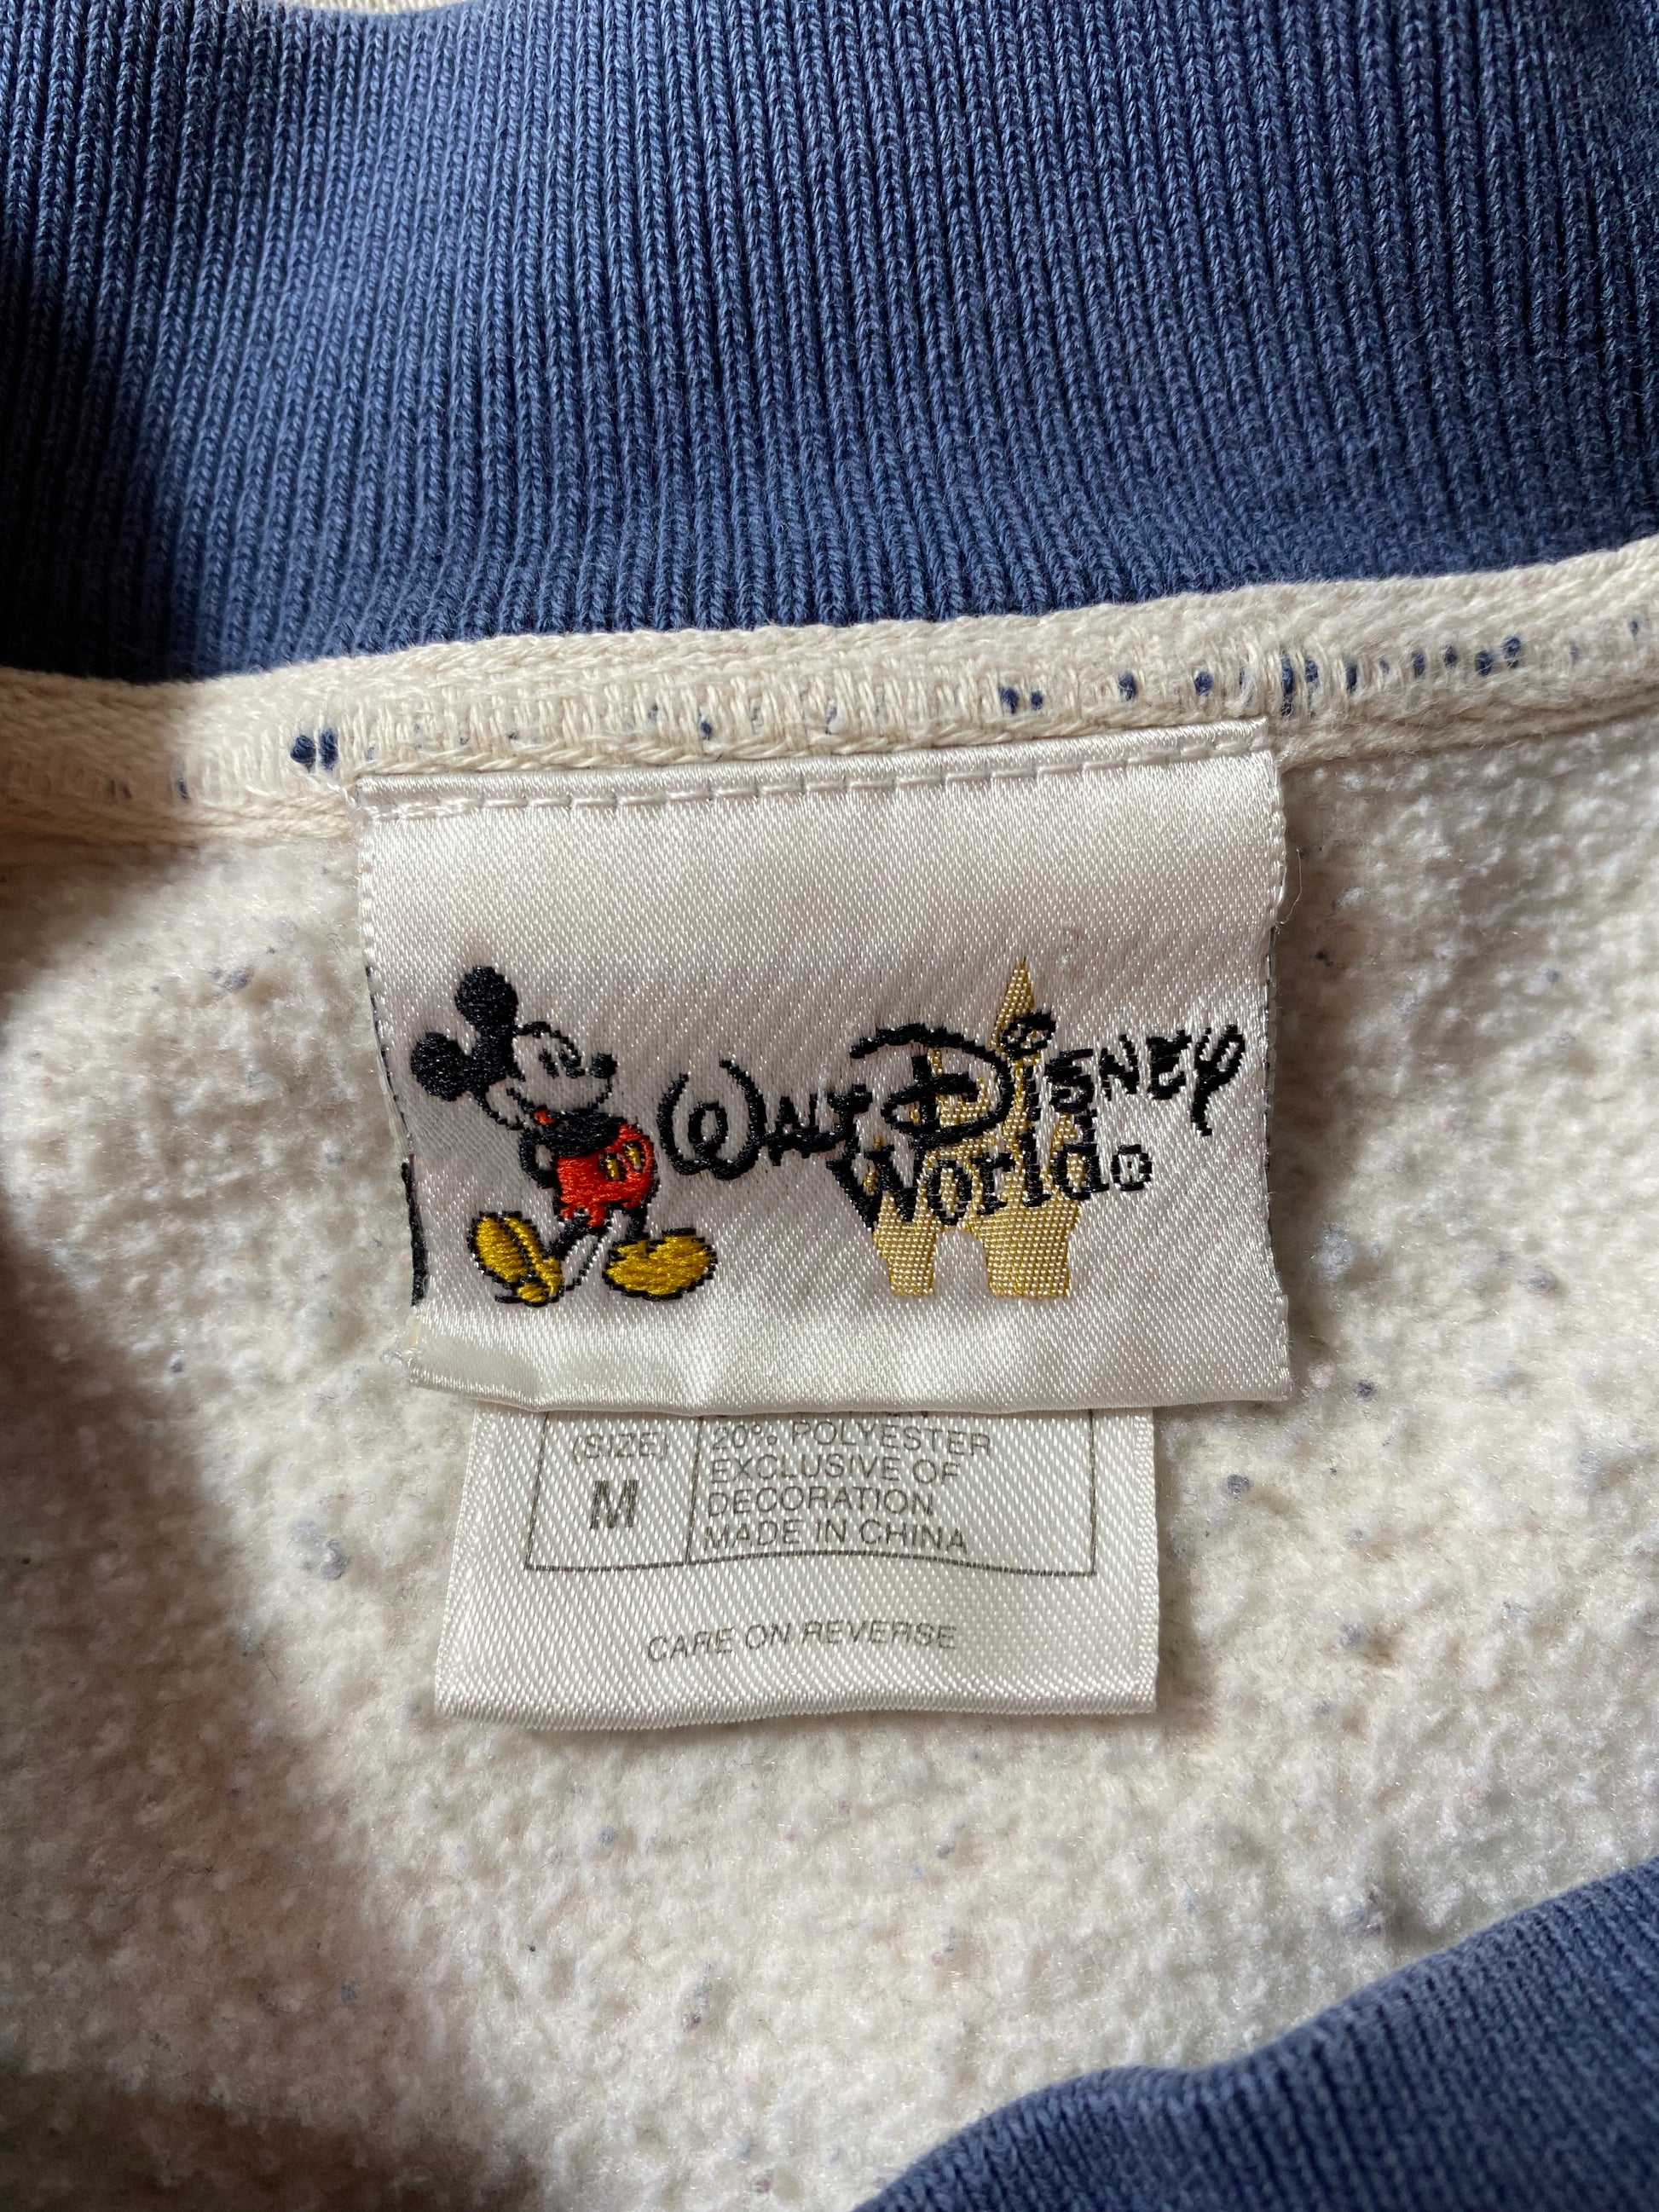 WALT DISNEY
World®
(SIZE)
M
20% POLYESTER
EXCLUSIVE OF
DECORATION
MADE IN CHINA
CARE ON REVERSE